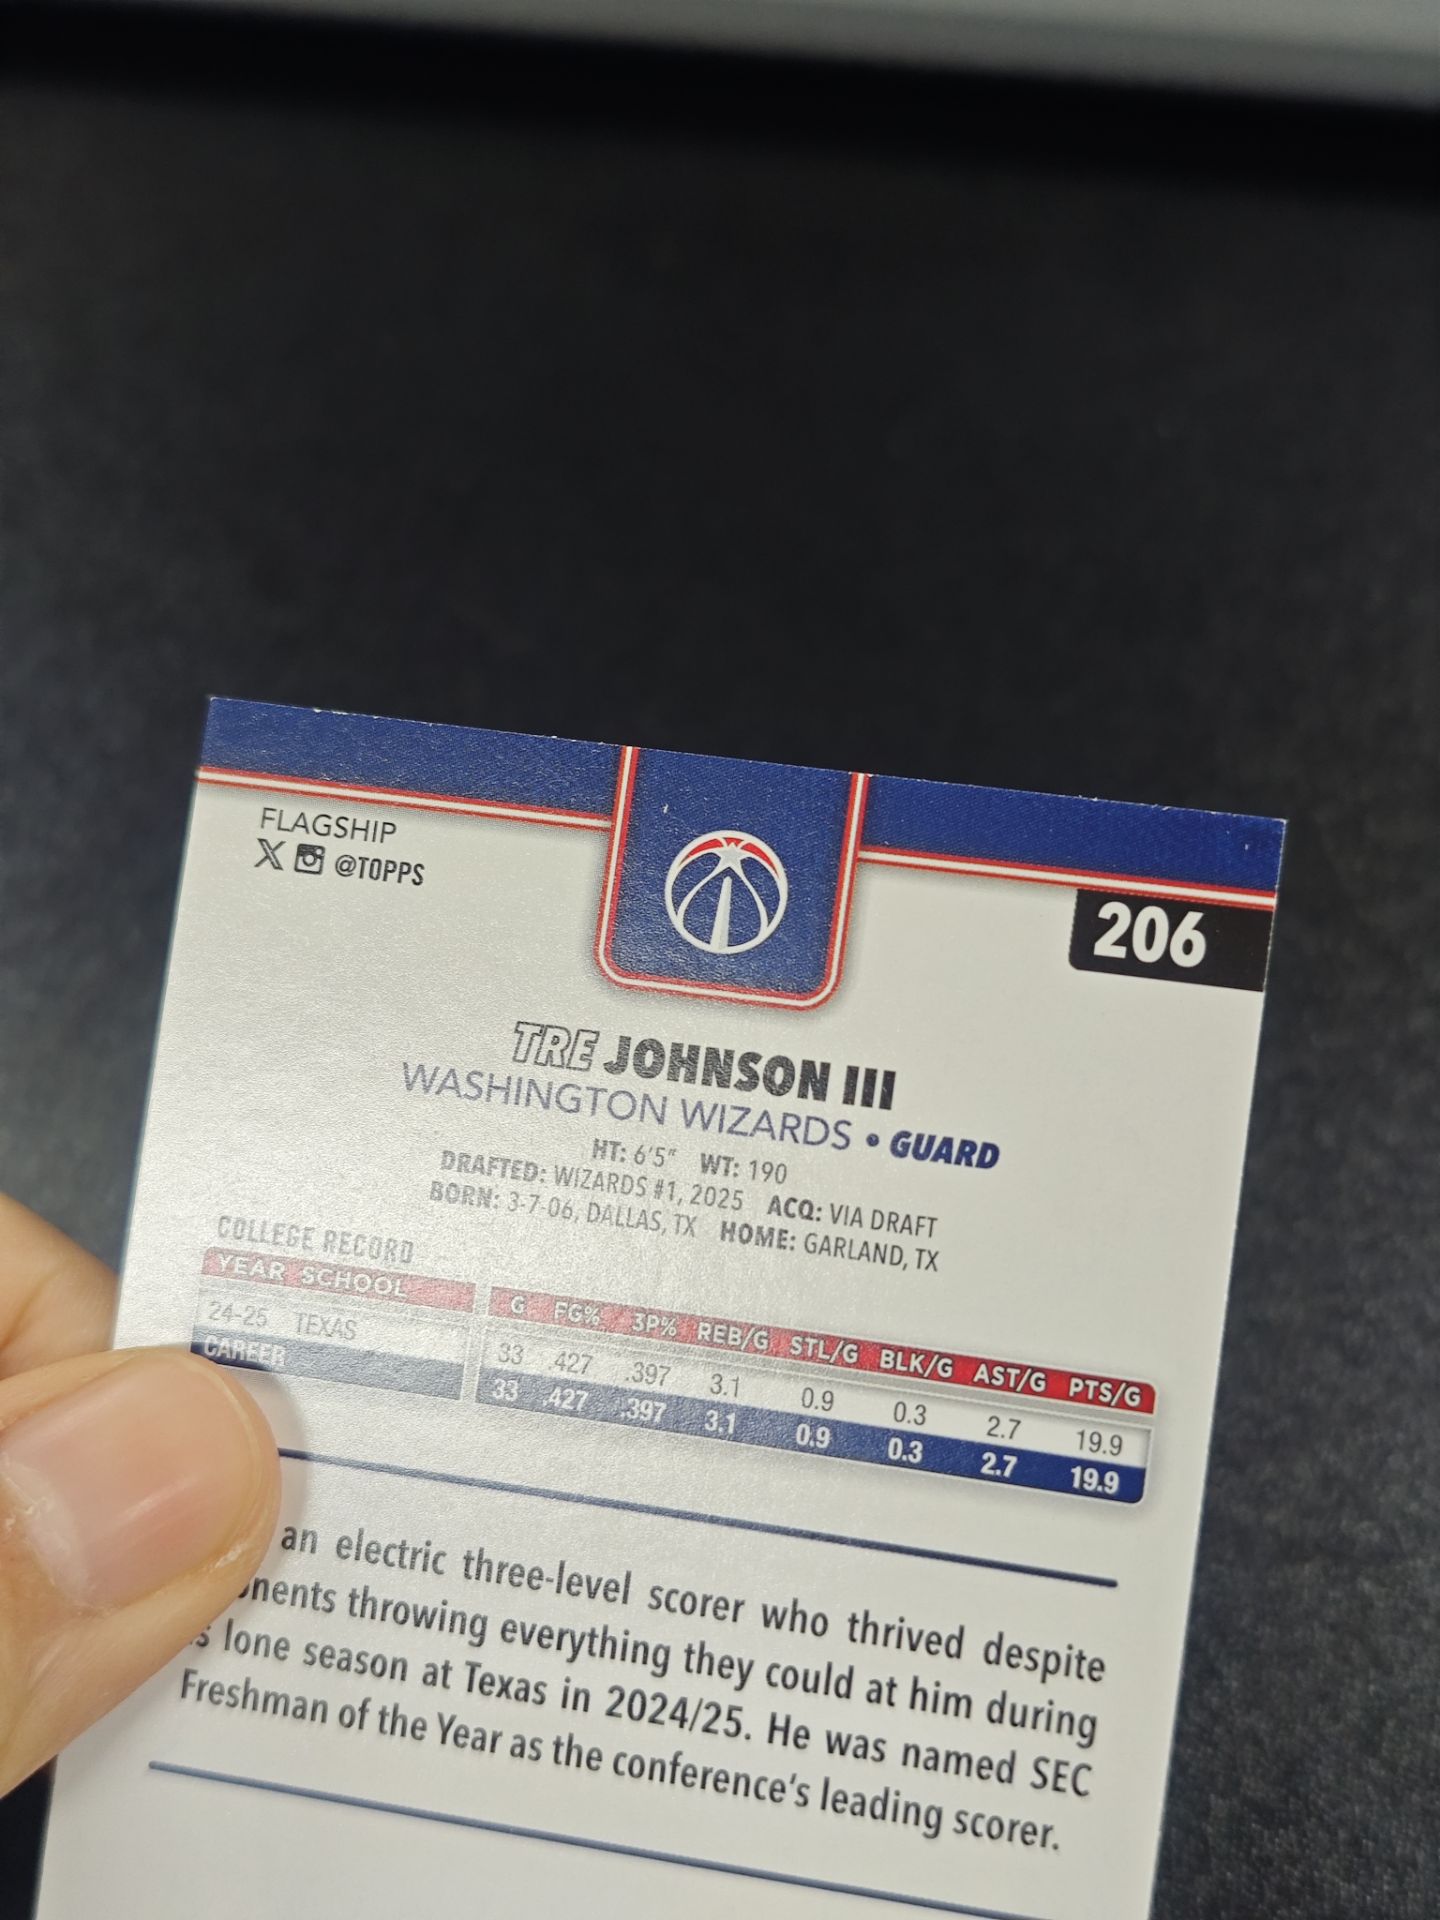 FLAGSHIP
@TOPPS
206
TRE JOHNSON III
WASHINGTON WIZARDS • GUARD
HT: 6'5" WT: 190
DRAFTED: WIZARDS #1, 2025 ACQ: VIA DRAFT
BORN: 3-7-06, DALLAS, TX HOME: GARLAND, TX
COLLEGE RECORD
YEAR SCHOOL G FG% 3P% REB/G STL/G BLK/G AST/G PTS/G
24-25 TEXAS 33 .427 .397 3.1 0.9 0.3 2.7 19.9
CAREER 33 .427 .397 3.1 0.9 0.3 2.7 19.9
an electric three-level scorer who thrived despite
throwing everything they could at him during
lone season at Texas in 2024/25. He was named SEC
Freshman of the Year as the conference's leading scorer.